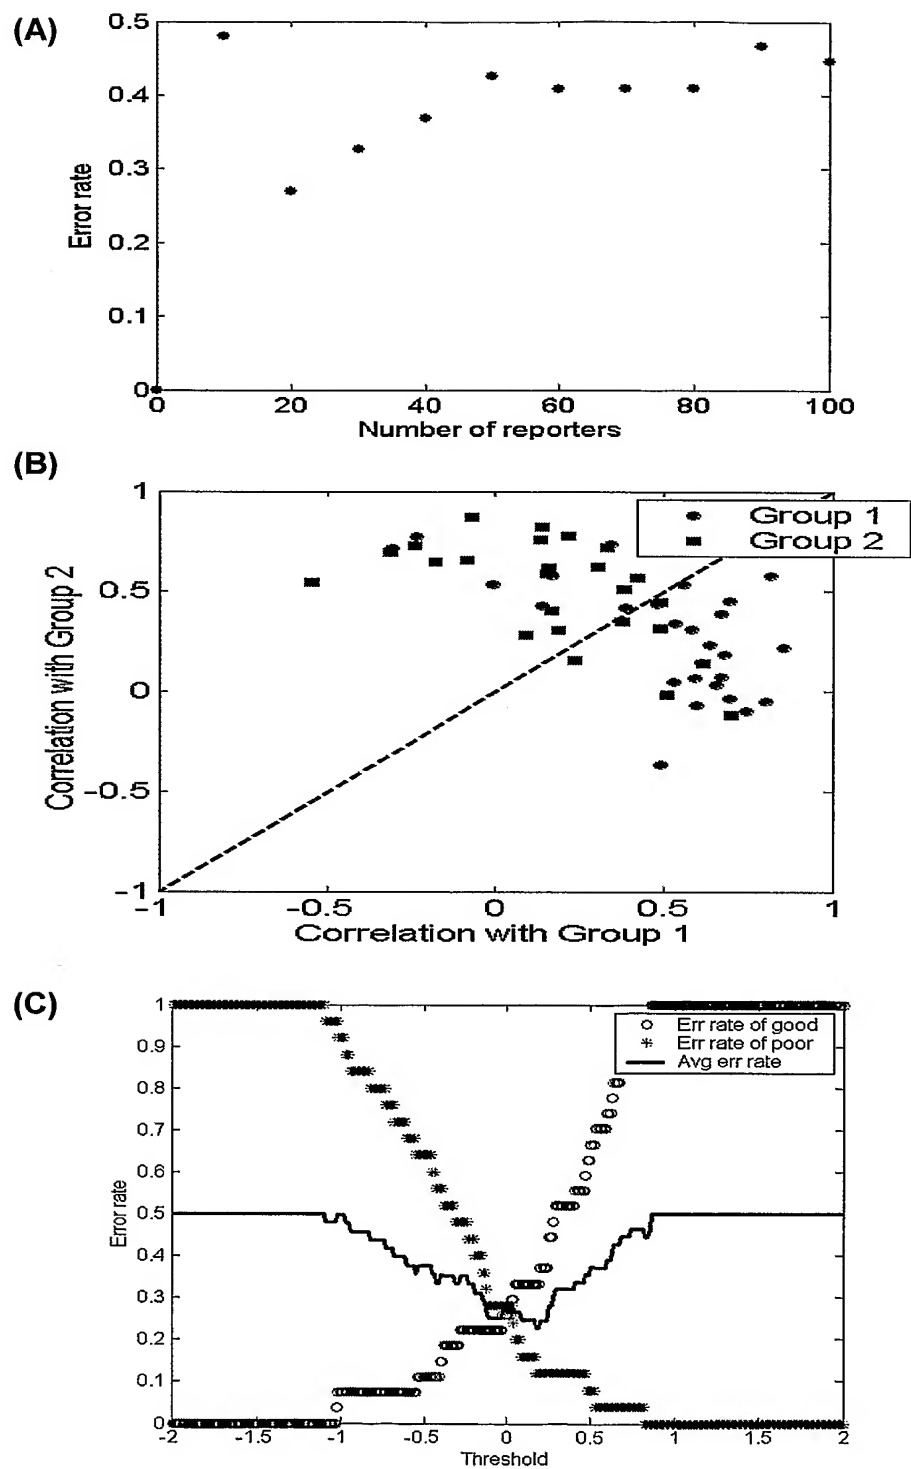 (A)
0.5
0.4
0.3
0.2
0.1
0
Error rate
0 20 40 60 80 100
Number of reporters
(B)
1
0.5
0
-0.5
-1
Correlation with Group 2
Group 1
Group 2
-1 -0.5 0 0.5 1
Correlation with Group 1
(C)
1
0.9
0.8
0.7
0.6
0.5
0.4
0.3
0.2
0.1
0
Error rate
Err rate of good
Err rate of poor
Avg err rate
-2 -1.5 -1 -0.5 0 0.5 1 1.5 2
Threshold